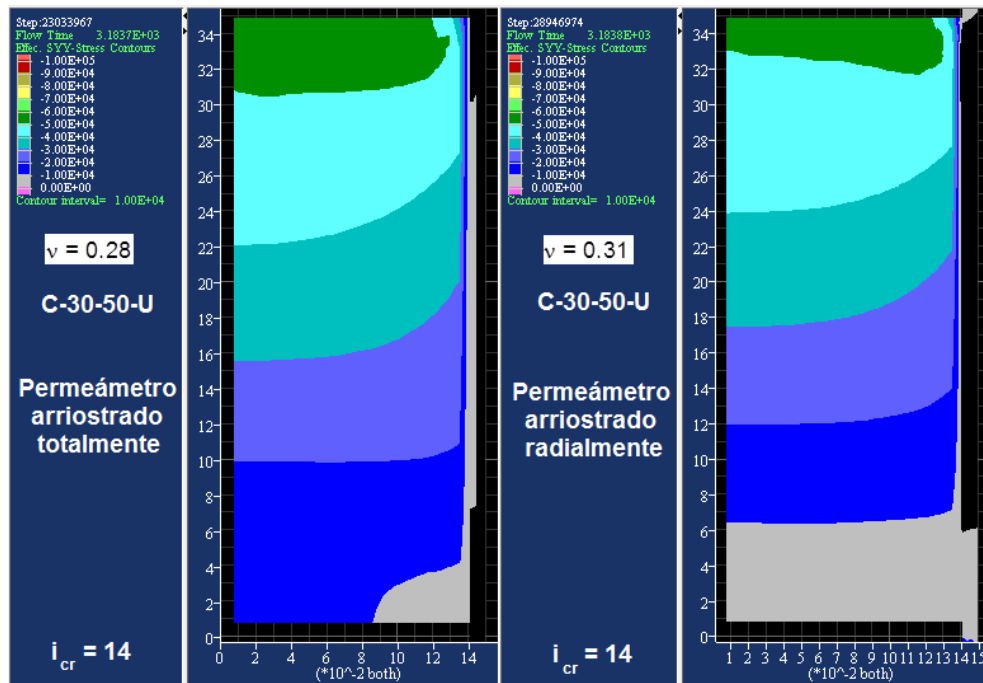 Step:23033967
Flow Time 3.1837E+03
Effec. SYY-Stress Contours
-1.00E+05
-9.00E+04
-8.00E+04
-7.00E+04
-6.00E+04
-5.00E+04
-4.00E+04
-3.00E+04
-2.00E+04
-1.00E+04
0.00E+00
Contour interval= 1.00E+04
ν = 0.28
C-30-50-U
Permeámetro
arriostrado
totalmente
i cr = 14
34
32
30
28
26
24
22
20
18
16
14
12
10
8
6
4
2
0
0 2 4 6 8 10 12 14
(*10^-2 both)
Step:28946974
Flow Time 3.1838E+03
Effec. SYY-Stress Contours
-1.00E+05
-9.00E+04
-8.00E+04
-7.00E+04
-6.00E+04
-5.00E+04
-4.00E+04
-3.00E+04
-2.00E+04
-1.00E+04
0.00E+00
Contour interval= 1.00E+04
ν = 0.31
C-30-50-U
Permeámetro
arriostrado
radialmente
i cr = 14
34
32
30
28
26
24
22
20
18
16
14
12
10
8
6
4
2
0
1 2 3 4 5 6 7 8 9 10 11 12 13 14 15
(*10^-2 both)